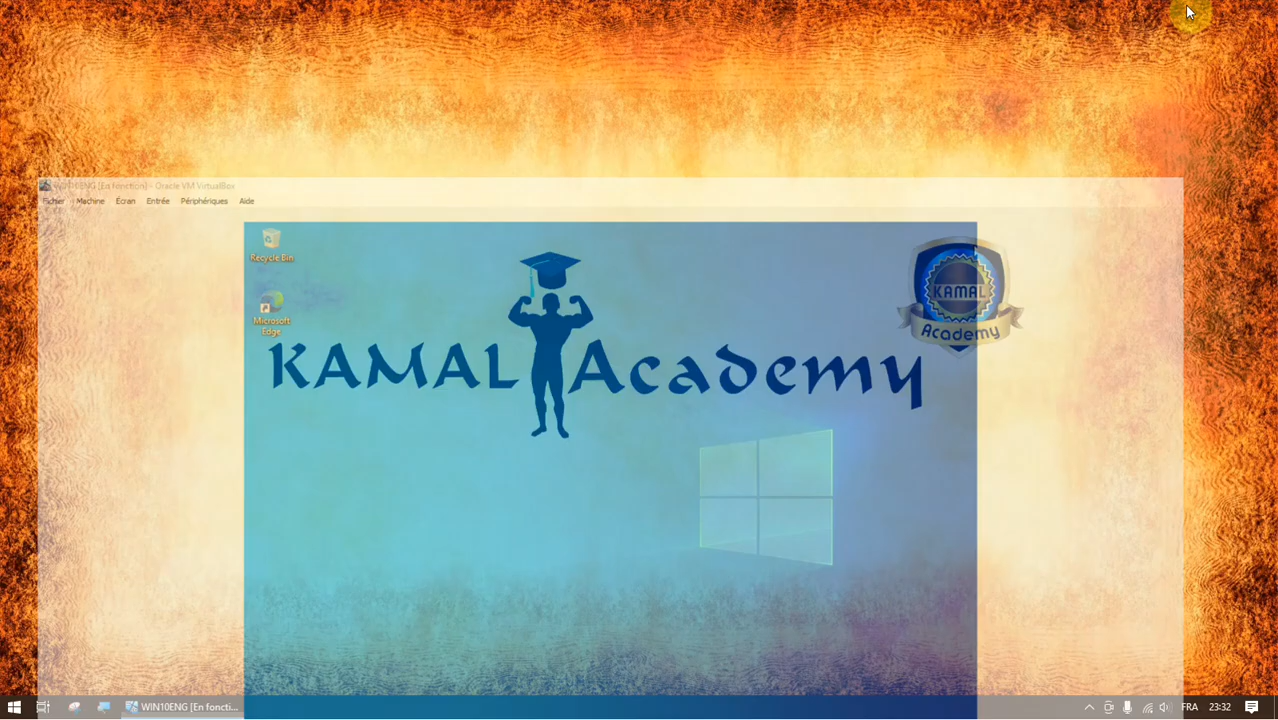 WIN10ENG [En fonction] - Oracle VM VirtualBox
Fichier Machine Écran Entrée Périphériques Aide
Recycle Bin
Microsoft
Edge
KAMAL Academy
KAMAL
Academy
WIN10ENG [En foncti...
FRA
23:32